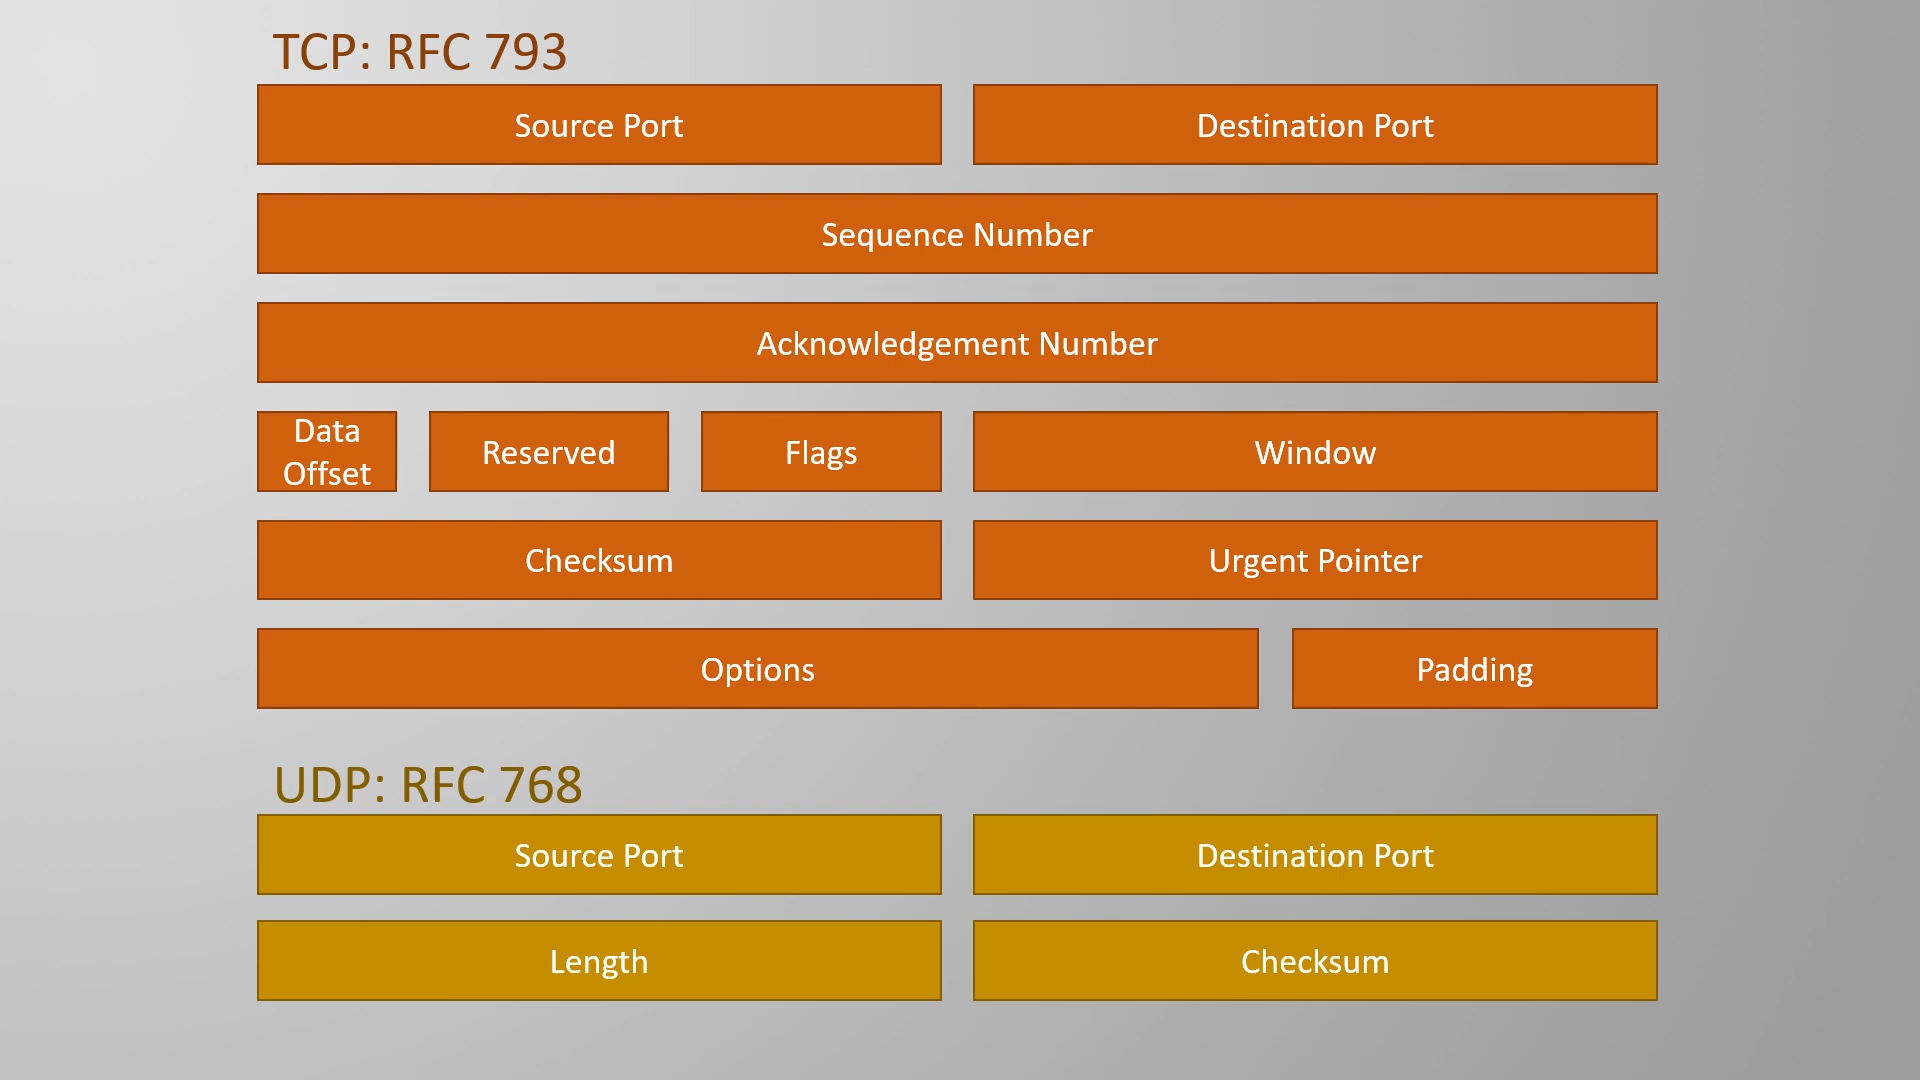 TCP: RFC 793
Source Port
Destination Port
Sequence Number
Acknowledgement Number
Data
Offset
Reserved
Flags
Window
Checksum
Urgent Pointer
Options
Padding
UDP: RFC 768
Source Port
Destination Port
Length
Checksum